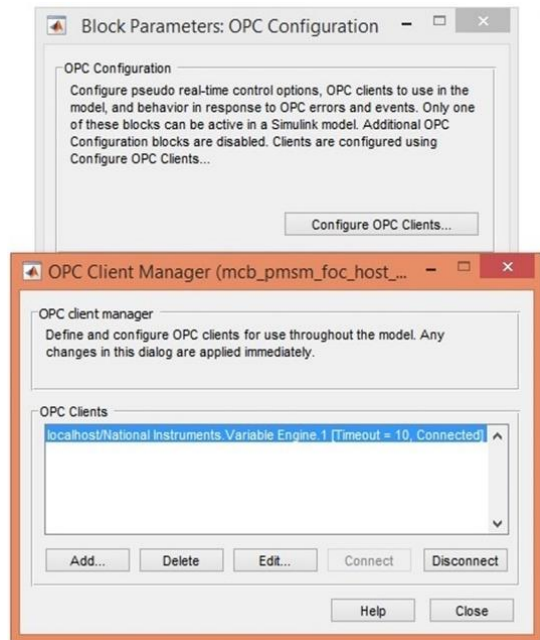 Block Parameters: OPC Configuration
OPC Configuration
Configure pseudo real-time control options, OPC clients to use in the
model, and behavior in response to OPC errors and events. Only one
of these blocks can be active in a Simulink model. Additional OPC
Configuration blocks are disabled. Clients are configured using
Configure OPC Clients...
Configure OPC Clients...
OPC Client Manager (mcb_pmsm_foc_host_...
OPC client manager
Define and configure OPC clients for use throughout the model. Any
changes in this dialog are applied immediately.
OPC Clients
localhost/National Instruments.Variable Engine.1 [Timeout = 10, Connected]
Add... Delete Edit... Connect Disconnect
Help Close